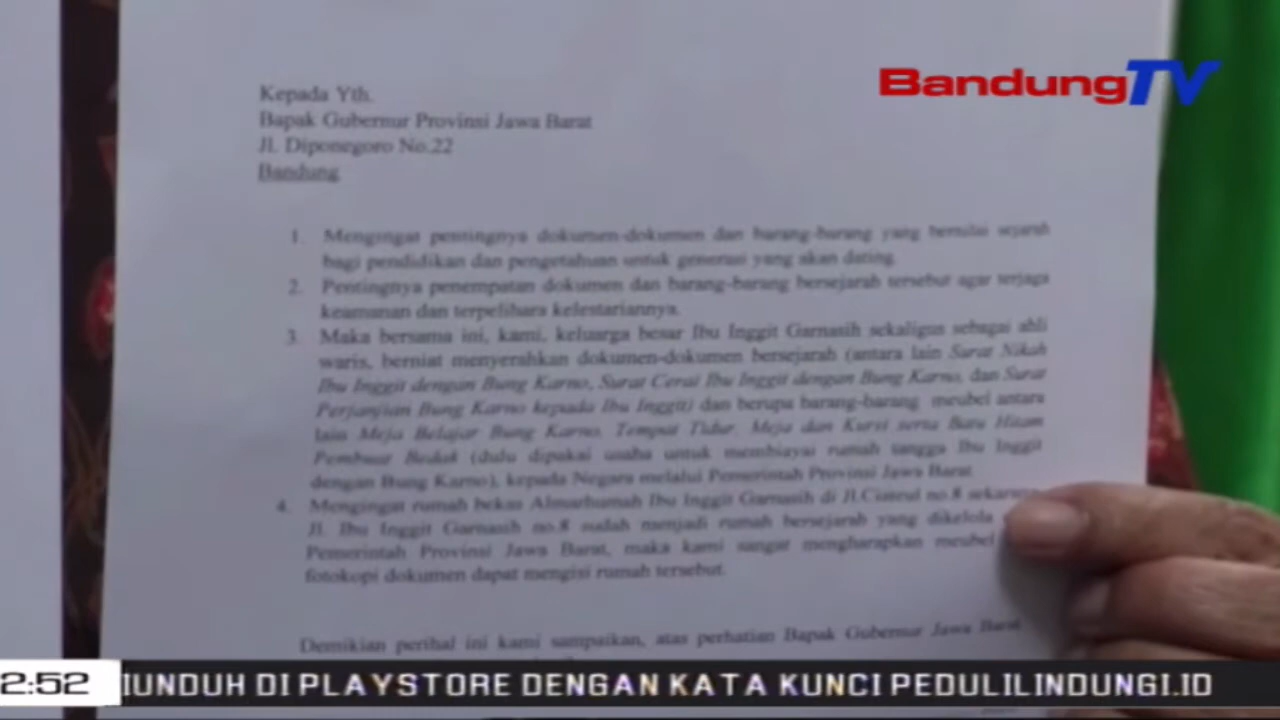 BandungTV
Kepada Yth.
Bapak Gubernur Provinsi Jawa Barat
Jl. Diponegoro No.22
Bandung
1. Mengingat pentingnya dokumen-dokumen dan barang-barang yang bernilai sejarah
bagi pendidikan dan pengetahuan untuk generasi yang akan dating.
2. Pentingnya penempatan dokumen dan barang-barang bersejarah tersebut agar terjaga
keamanan dan terpelihara kelestariannya.
3. Maka bersama ini, kami, keluarga besar Ibu Inggit Garnasih sekaligus sebagai ahli
waris, berniat menyerahkan dokumen-dokumen bersejarah (antara lain Surat Nikah
Ibu Inggit dengan Bung Karno, Surat Cerai Ibu Inggit dengan Bung Karno, dan Surat
Perjanjian Bung Karno kepada Ibu Inggit) dan berupa barang-barang meubel antara
lain Meja Belajar Bung Karno, Tempat Tidur, Meja dan Kursi serta Batu Hitam
Pembuat Bedak (dulu dipakai usaha untuk membiayai rumah tangga Ibu Inggit
dengan Bung Karno), kepada Negara melalui Pemerintah Provinsi Jawa Barat.
4. Mengingat rumah bekas Almarhumah Ibu Inggit Garnasih di Jl.Ciateul no.8
Jl. Ibu Inggit Garnasih no.8 sudah menjadi rumah bersejarah yang dikelola
Pemerintah Provinsi Jawa Barat, maka kami sangat mengharapkan meubel
fotokopi dokumen dapat mengisi rumah tersebut.
Demikian perihal ini kami sampaikan, atas perhatian Bapak Gubernur Jawa Barat
2:52 IUNDUH DI PLAYSTORE DENGAN KATA KUNCI PEDULILINDUNGI.ID